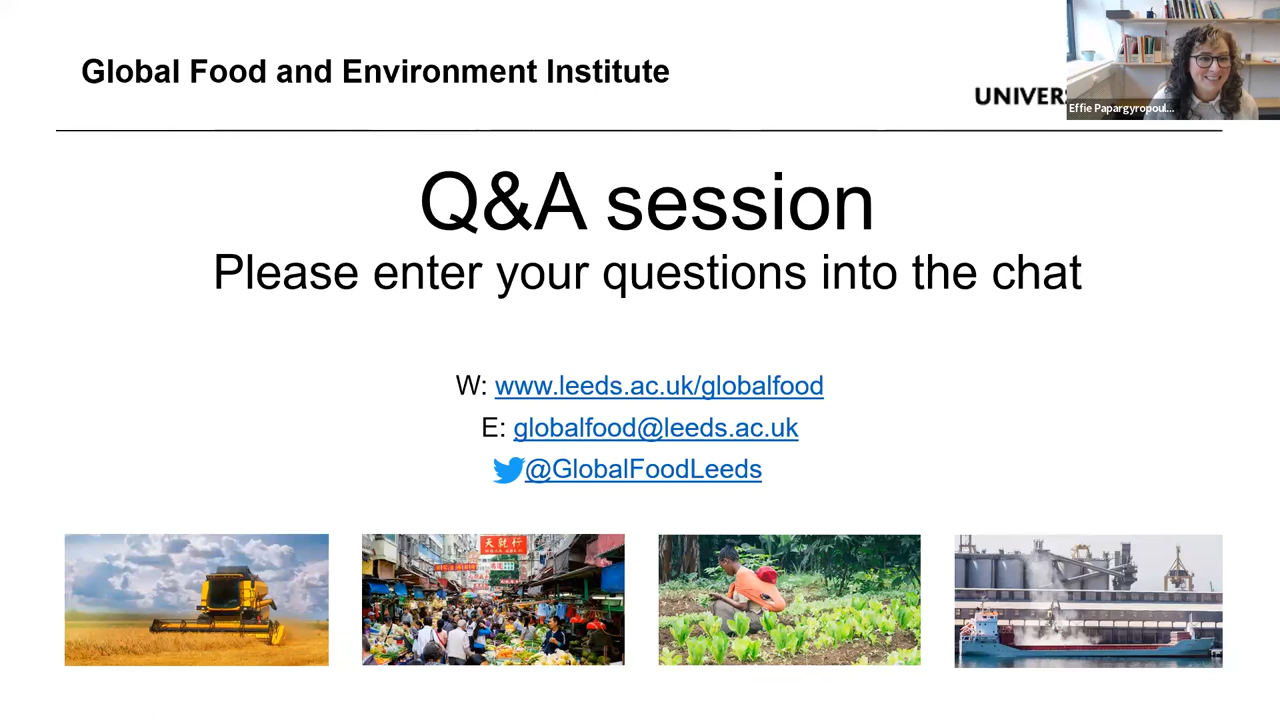 Global Food and Environment Institute
UNIVERS
Effie Papargyropoul...
Q&A session
Please enter your questions into the chat
W: www.leeds.ac.uk/globalfood
E: globalfood@leeds.ac.uk
@GlobalFoodLeeds